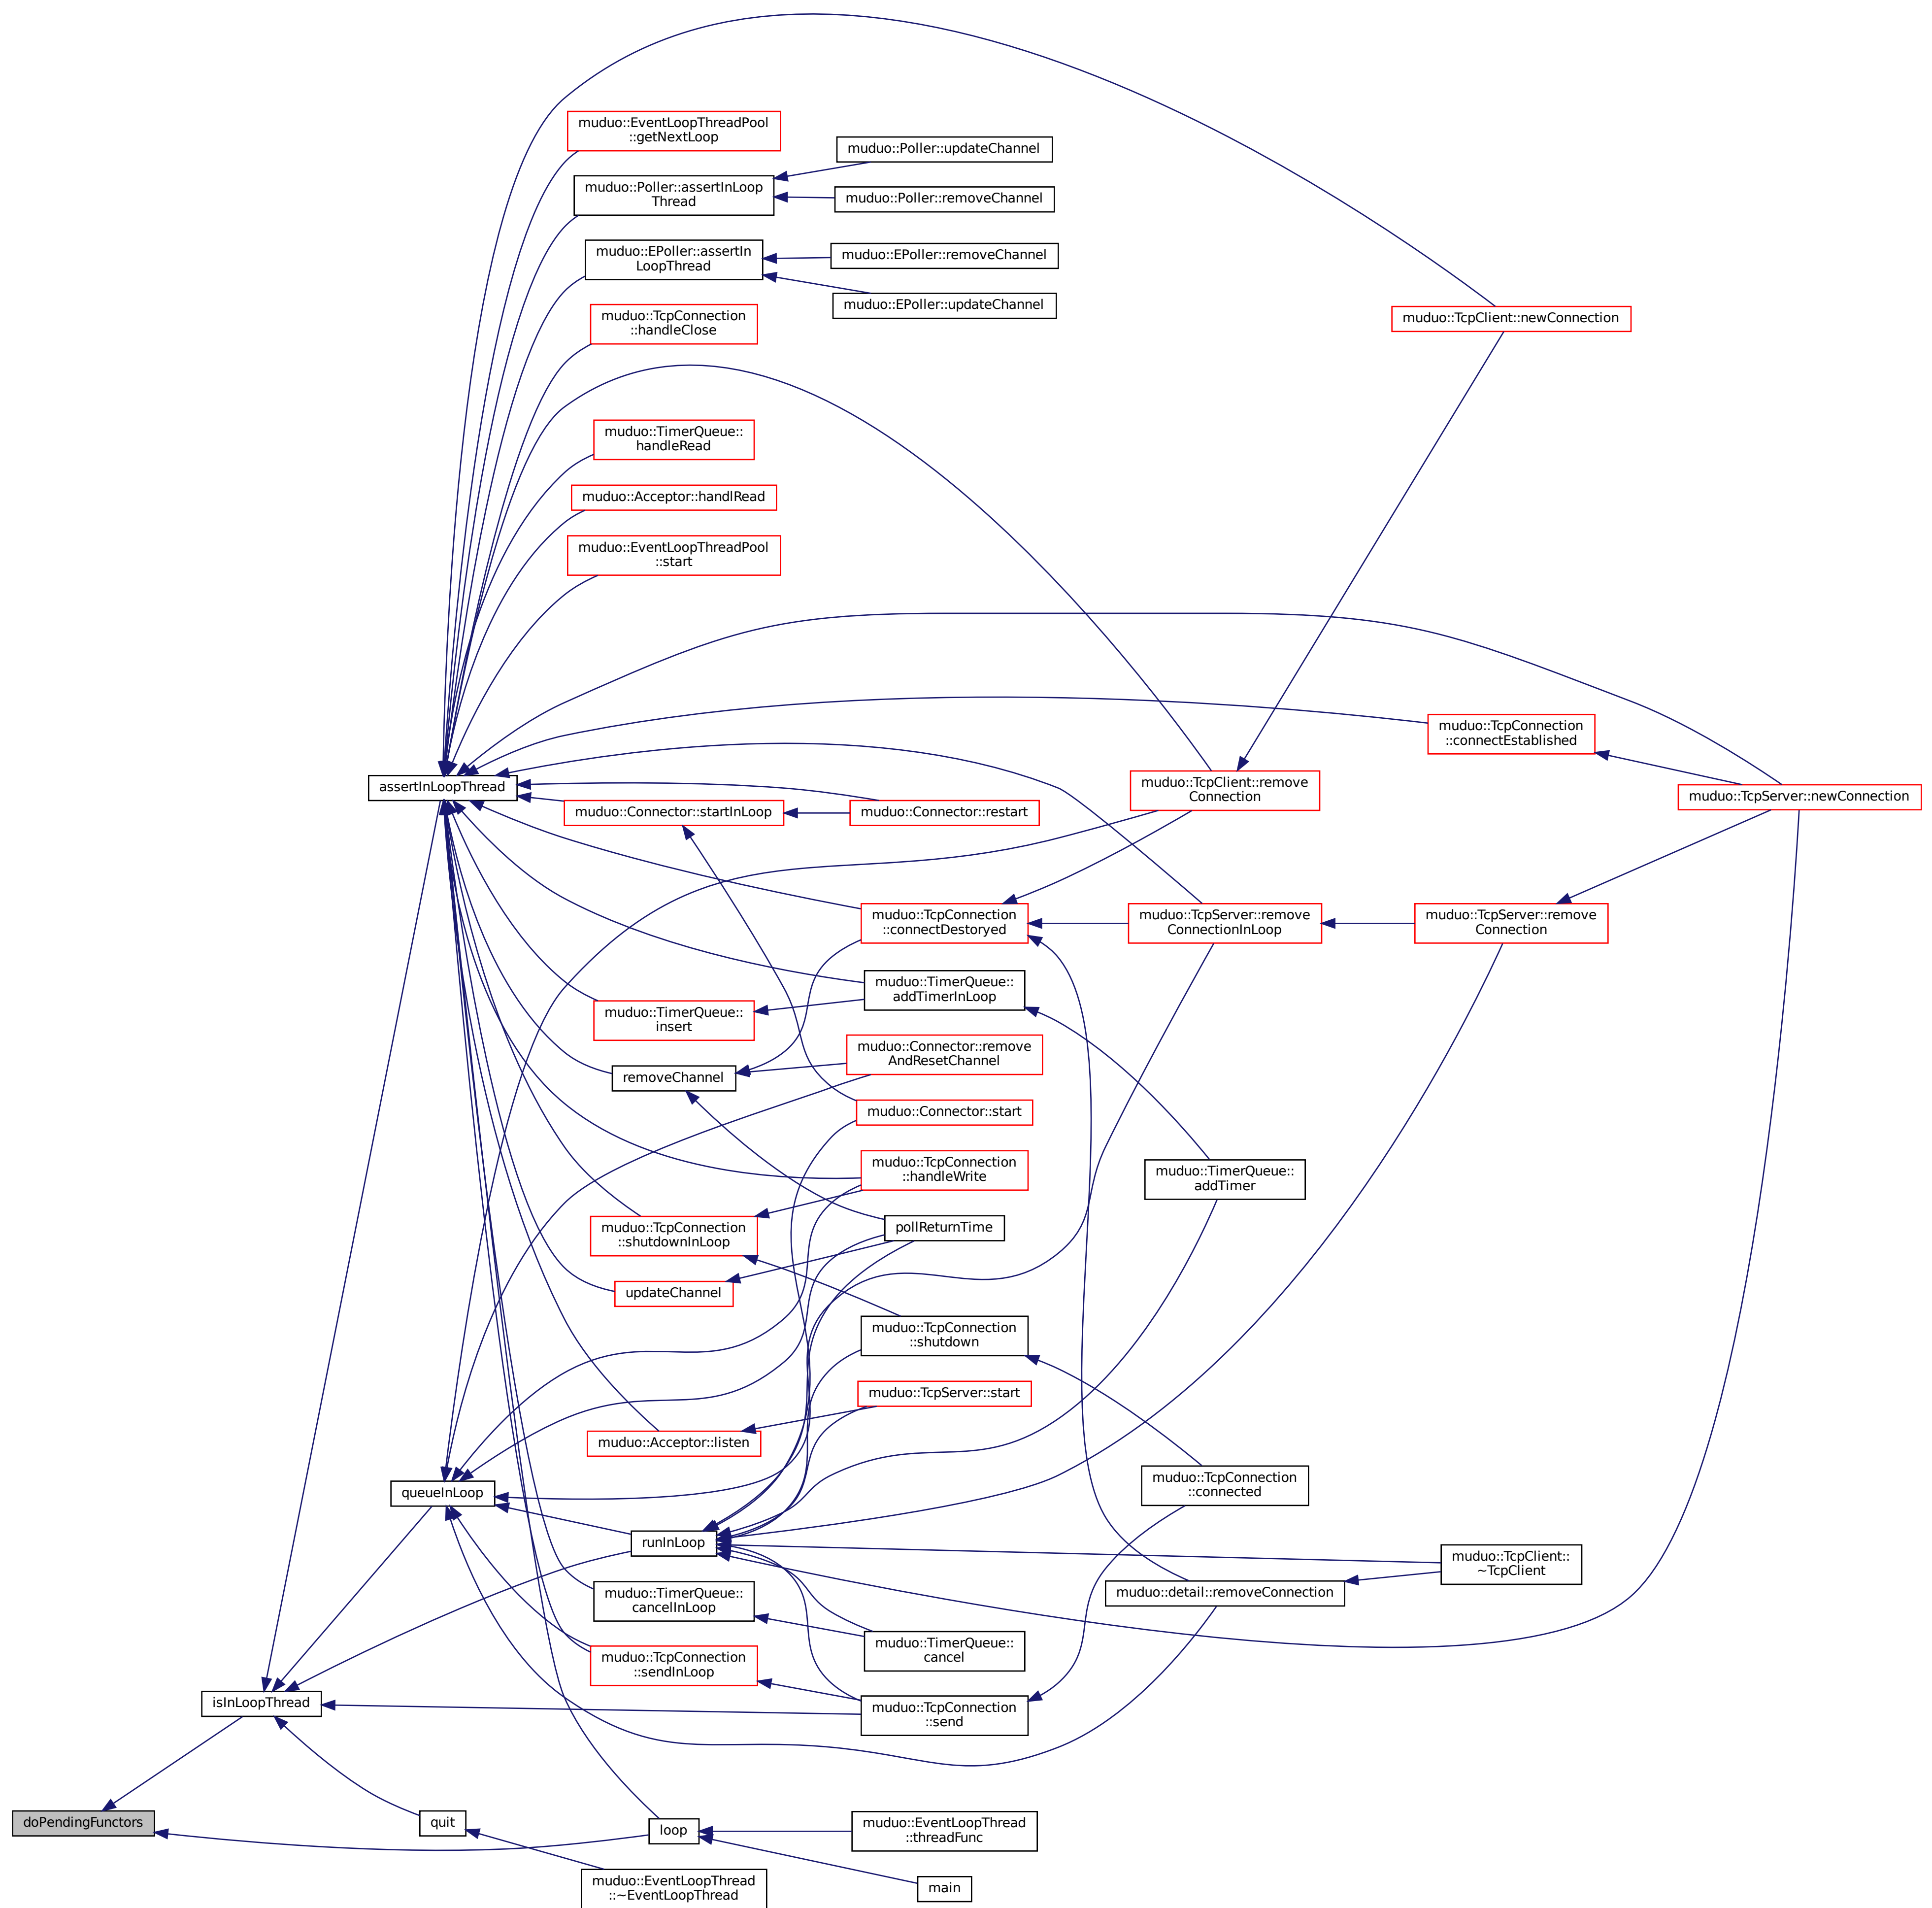 muduo::EventLoopThreadPool
::getNextLoop
muduo::Poller::updateChannel
muduo::Poller::assertInLoop
Thread
muduo::Poller::removeChannel
muduo::EPoller::assertIn
LoopThread
muduo::EPoller::removeChannel
muduo::EPoller::updateChannel
muduo::TcpConnection
::handleClose
muduo::TcpClient::newConnection
muduo::TimerQueue::
handleRead
muduo::Acceptor::handlRead
muduo::EventLoopThreadPool
::start
muduo::TcpConnection
::connectEstablished
assertInLoopThread
muduo::TcpClient::remove
Connection
muduo::TcpServer::newConnection
muduo::Connector::startInLoop
muduo::Connector::restart
muduo::TcpConnection
::connectDestoryed
muduo::TcpServer::remove
ConnectionInLoop
muduo::TcpServer::remove
Connection
muduo::TimerQueue::
addTimerInLoop
muduo::TimerQueue::
insert
muduo::Connector::remove
AndResetChannel
removeChannel
muduo::Connector::start
muduo::TcpConnection
::handleWrite
muduo::TimerQueue::
addTimer
muduo::TcpConnection
::shutdownInLoop
pollReturnTime
updateChannel
muduo::TcpConnection
::shutdown
muduo::TcpServer::start
muduo::Acceptor::listen
muduo::TcpConnection
::connected
queueInLoop
runInLoop
muduo::TcpClient::
~TcpClient
muduo::detail::removeConnection
muduo::TimerQueue::
cancelInLoop
muduo::TimerQueue::
cancel
muduo::TcpConnection
::sendInLoop
isInLoopThread
muduo::TcpConnection
::send
doPendingFunctors
quit
loop
muduo::EventLoopThread
::threadFunc
muduo::EventLoopThread
::~EventLoopThread
main